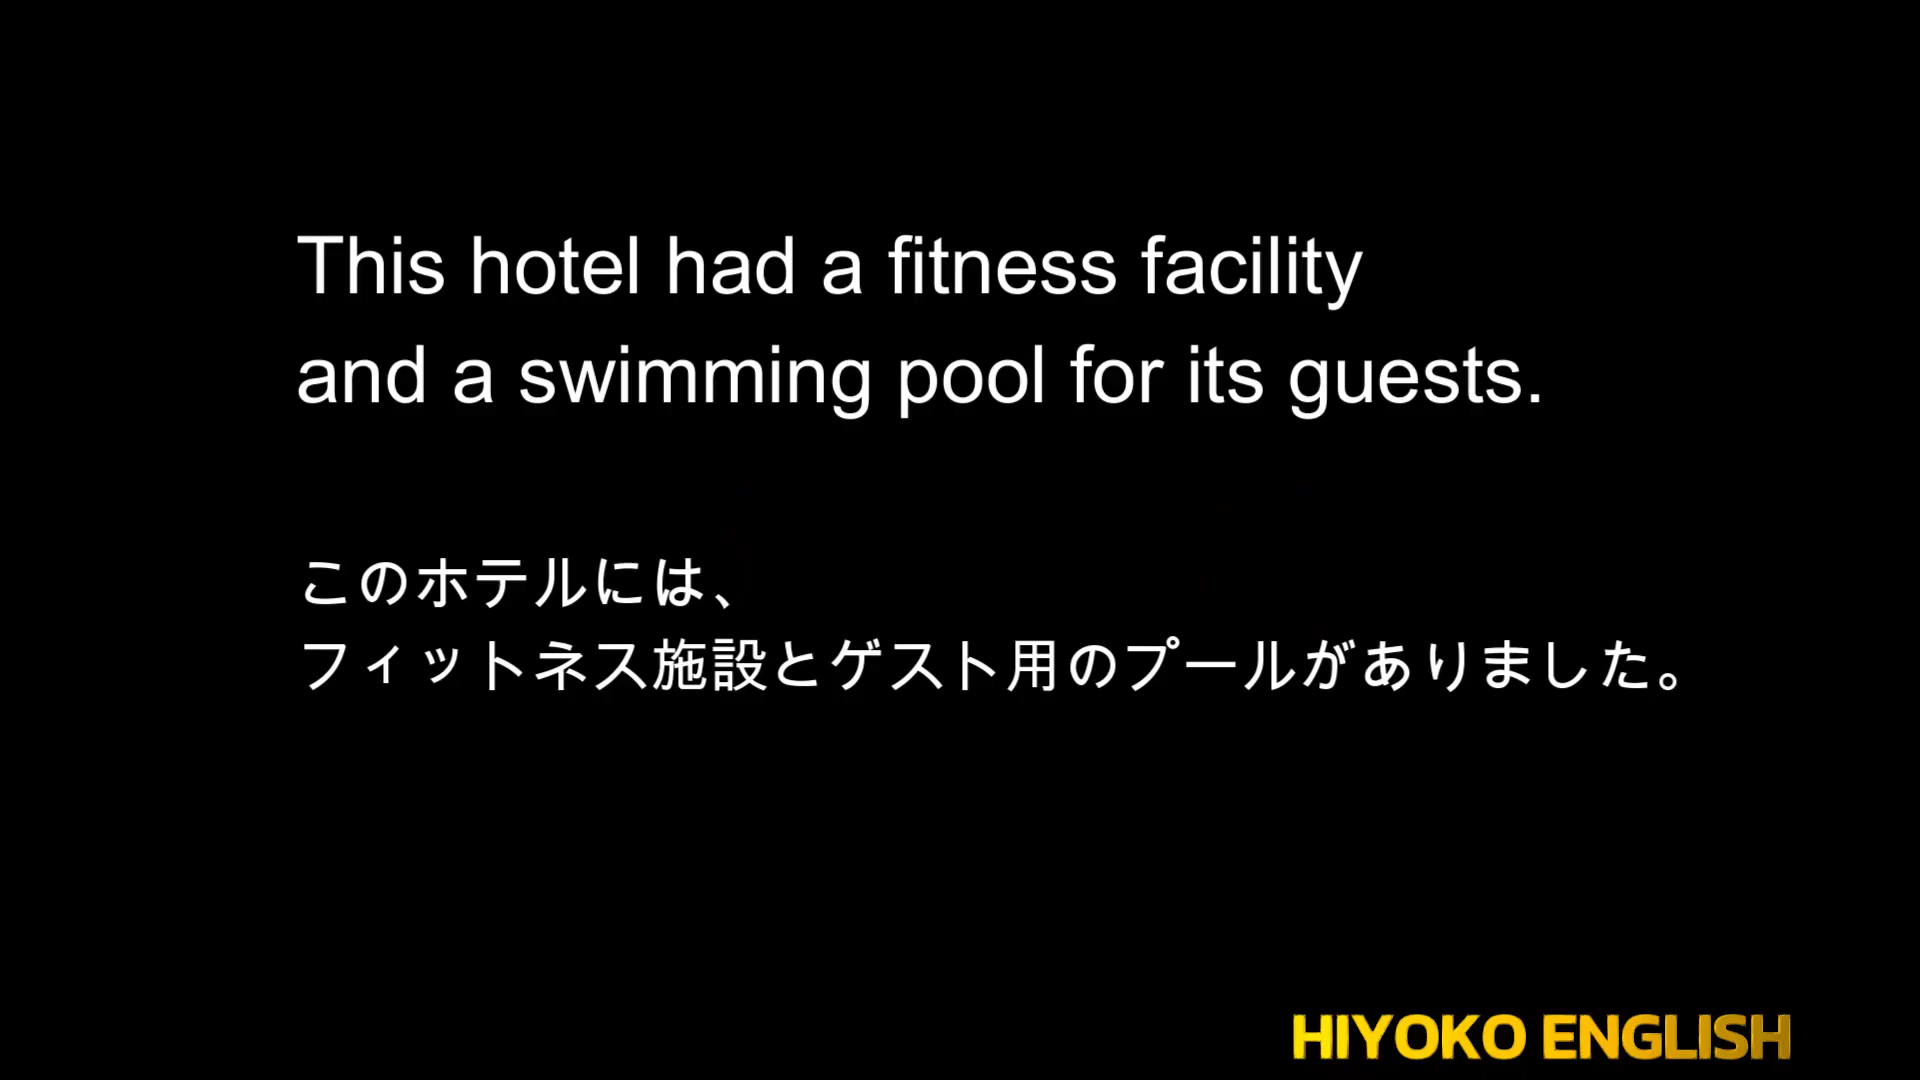 This hotel had a fitness facility
and a swimming pool for its guests.
このホテルには、
フィットネス施設とゲスト用のプールがありました。
HIYOKO ENGLISH